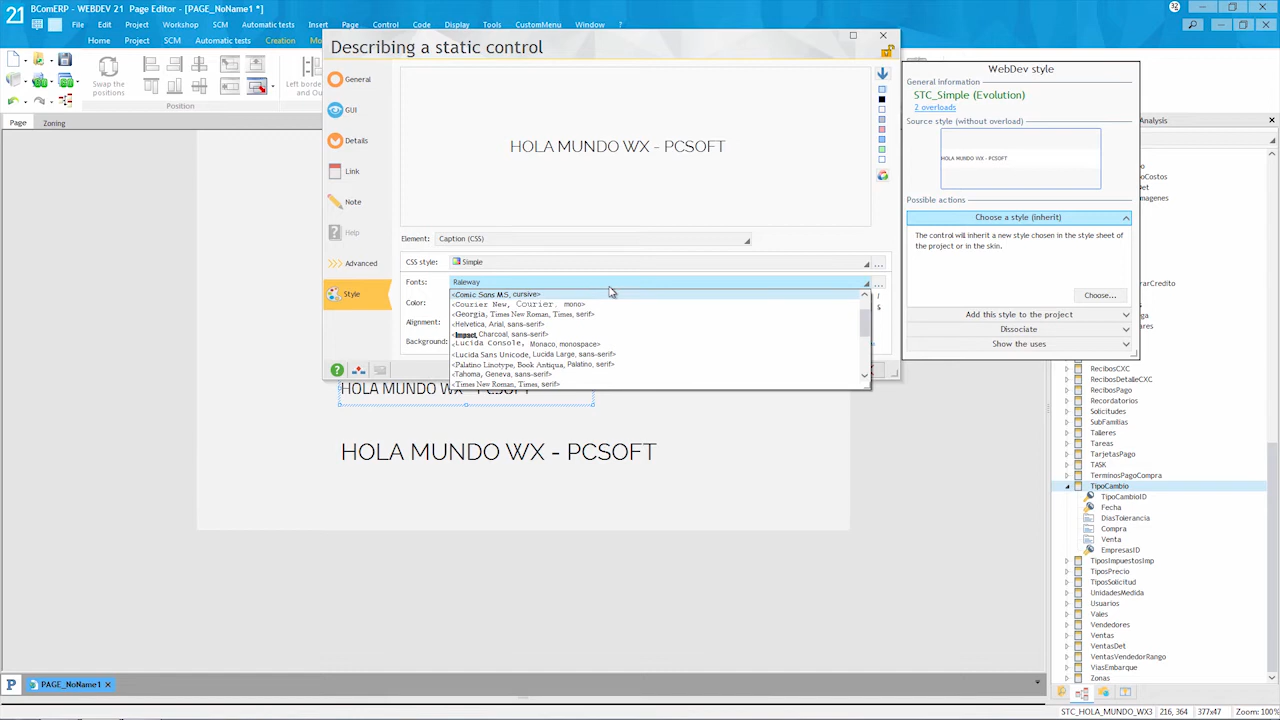 21 BComERP - WEBDEV 21 Page Editor - [PAGE_NoName1 *]
File Edit Project Workshop SCM Automatic tests Insert Page Control Code Display Tools CustomMenu Window ?
Home Project SCM Automatic tests Creation
Swap the positions
Position
Left border
Page Zoning
Describing a static control
General
GUI
Details
Link
Note
Help
Advanced
Style
HOLA MUNDO WX - PCSOFT
Element: Caption (CSS)
CSS style: Simple
Fonts: Raleway
Color:
Alignment:
Background:
<Comic Sans MS, cursive>
<Courier New, Courier, mono>
<Georgia, Times New Roman, Times, serif>
<Helvetica, Arial, sans-serif>
<Impact, Charcoal, sans-serif>
<Lucida Console, Monaco, monospace>
<Lucida Sans Unicode, Lucida Large, sans-serif>
<Palatino Linotype, Book Antiqua, Palatino, serif>
<Tahoma, Geneva, sans-serif>
<Times New Roman, Times, serif>
HOLA MUNDO WX - PCSOFT
HOLA MUNDO WX - PCSOFT
WebDev style
General information
STC_Simple (Evolution)
2 overloads
Source style (without overload)
HOLA MUNDO WX - PCSOFT
Possible actions
Choose a style (inherit)
The control will inherit a new style chosen in the style sheet
of the project or in the skin.
Choose...
Add this style to the project
Dissociate
Show the uses
Analysis
RecibosCXC
RecibosDetalleCXC
RecibosPago
Recordatorios
Solicitudes
SubFamilias
Talleres
Tareas
TarjetasPago
TASK
TerminosPagoCompra
TipoCambio
TipoCambioID
Fecha
DiasTolerancia
Compra
Venta
EmpresasID
TiposImpuestosImp
TiposPrecio
TiposSolicitud
UnidadesMedida
Usuarios
Vales
Vendedores
Ventas
VentasDet
VentasVendedorRango
ViasEmbarque
Zonas
PAGE_NoName1
STC_HOLA_MUNDO_WX3 216, 364 377x47 Zoom: 100%